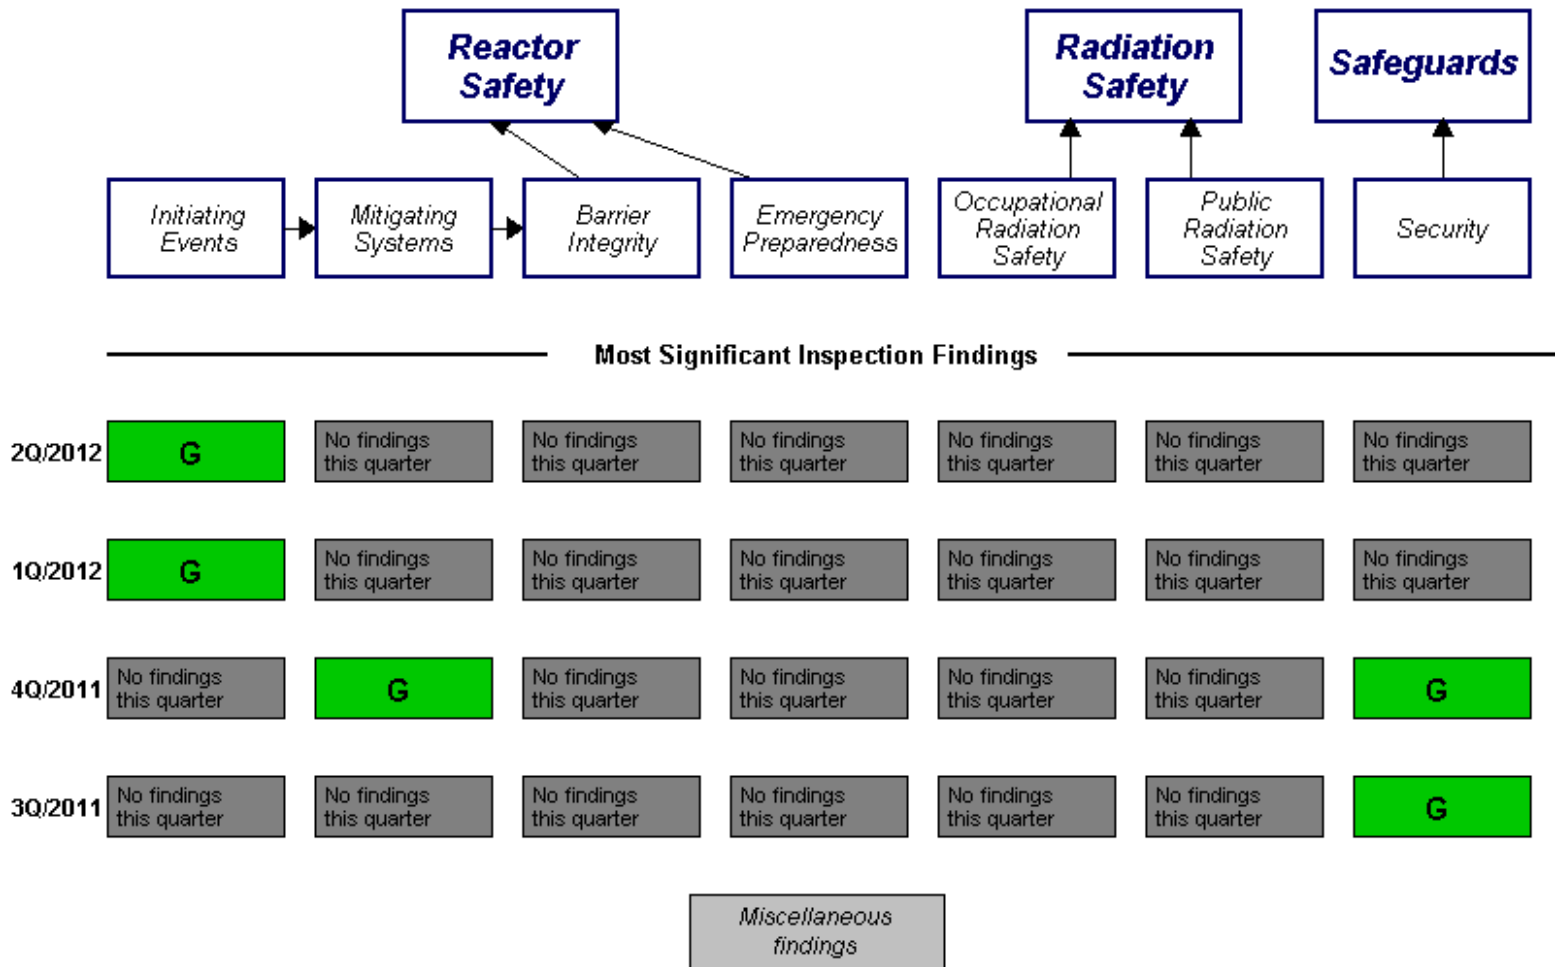 Reactor
Safety
Radiation
Safety
Safeguards
Initiating
Events
Mitigating
Systems
Barrier
Integrity
Emergency
Preparedness
Occupational
Radiation
Safety
Public
Radiation
Safety
Security
Most Significant Inspection Findings
2Q/2012
G
No findings
this quarter
No findings
this quarter
No findings
this quarter
No findings
this quarter
No findings
this quarter
No findings
this quarter
1Q/2012
G
No findings
this quarter
No findings
this quarter
No findings
this quarter
No findings
this quarter
No findings
this quarter
No findings
this quarter
4Q/2011
No findings
this quarter
G
No findings
this quarter
No findings
this quarter
No findings
this quarter
No findings
this quarter
G
3Q/2011
No findings
this quarter
No findings
this quarter
No findings
this quarter
No findings
this quarter
No findings
this quarter
No findings
this quarter
G
Miscellaneous
findings